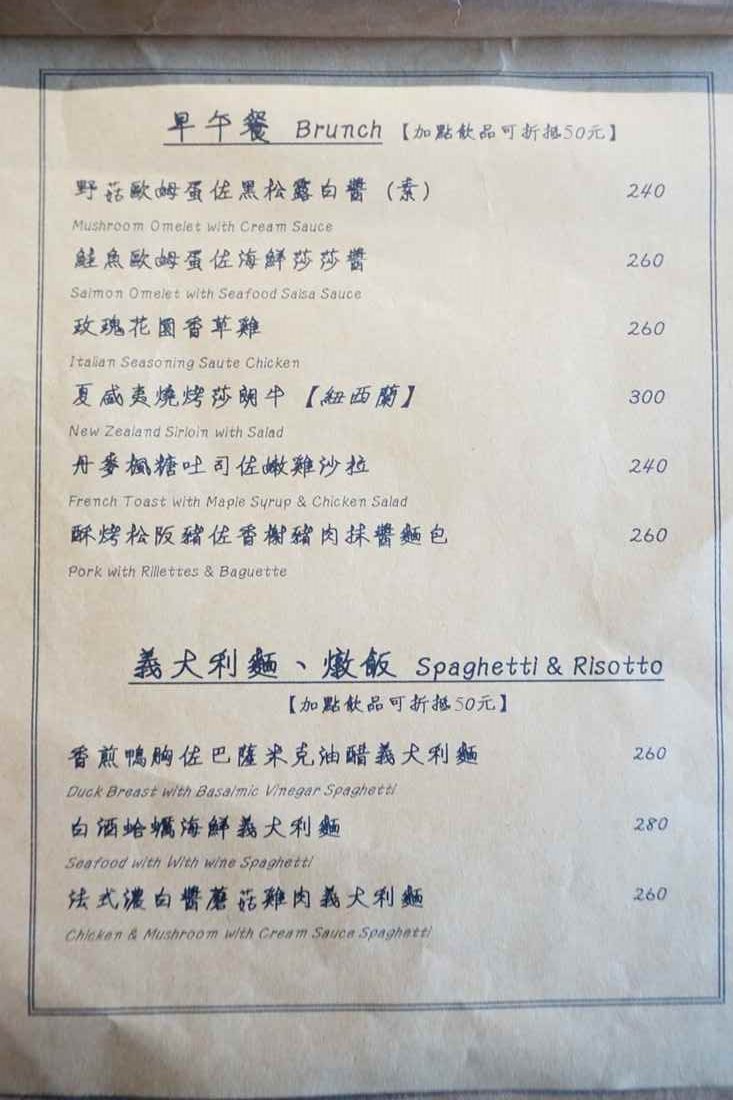 早午餐 Brunch 【加點飲品可折抵50元】
野菇歐姆蛋佐黑松露白醬(素) 240
Mushroom Omelet with Cream Sauce
鮭魚歐姆蛋佐海鮮莎莎醬 260
Salmon Omelet with Seafood Salsa Sauce
玫瑰花園香草雞 260
Italian Seasoning Saute Chicken
夏威夷燒烤莎朗牛【紐西蘭】 300
New Zealand Sirloin with Salad
丹麥楓糖吐司佐嫩雞沙拉 240
French Toast with Maple Syrup & Chicken Salad
酥烤松阪豬佐香榭豬肉抹醬麵包 260
Pork with Rillettes & Baguette
義大利麵、燉飯 Spaghetti & Risotto
【加點飲品可折抵50元】
香煎鴨胸佐巴薩米克油醋義大利麵 260
Duck Breast with Basalmic Vinegar Spaghetti
白酒蛤蠣海鮮義大利麵 280
Seafood with With wine Spaghetti
法式濃白醬蘑菇雞肉義大利麵 260
Chicken & Mushroom with Cream Sauce Spaghetti